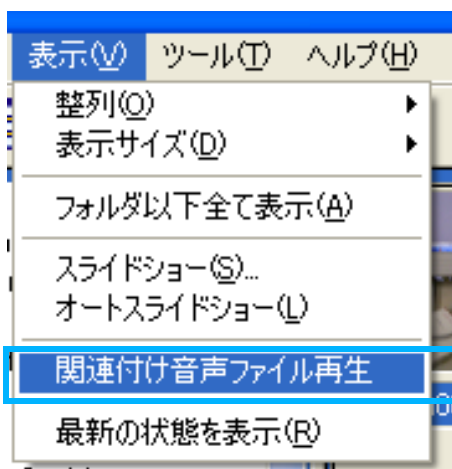 表示(V) ツール(T) ヘルプ(H)
整列(O)
表示サイズ(D)
フォルダ以下全て表示(A)
スライドショー(S)...
オートスライドショー(L)
関連付け音声ファイル再生
最新の状態を表示(R)